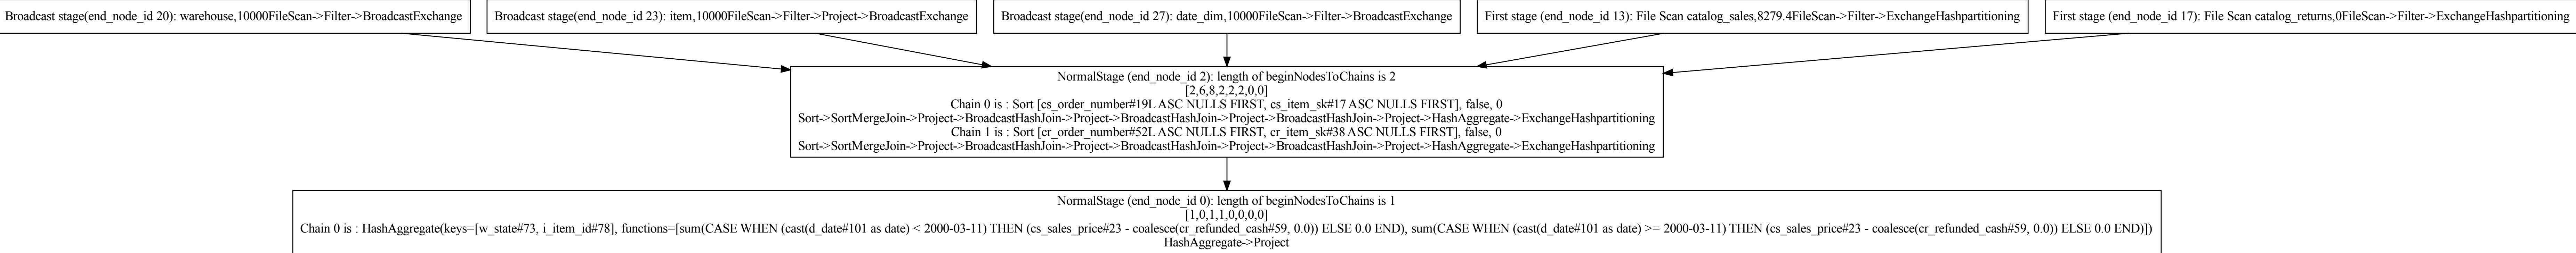 Broadcast stage(end_node_id 20): warehouse,10000FileScan->Filter->BroadcastExchange
Broadcast stage(end_node_id 23): item,10000FileScan->Filter->Project->BroadcastExchange
Broadcast stage(end_node_id 27): date_dim,10000FileScan->Filter->BroadcastExchange
First stage (end_node_id 13): File Scan catalog_sales,8279.4FileScan->Filter->ExchangeHashpartitioning
First stage (end_node_id 17): File Scan catalog_returns,0FileScan->Filter->ExchangeHashpartitioning
NormalStage (end_node_id 2): length of beginNodesToChains is 2
[2,6,8,2,2,2,0,0]
Chain 0 is : Sort [cs_order_number#19L ASC NULLS FIRST, cs_item_sk#17 ASC NULLS FIRST], false, 0
Sort->SortMergeJoin->Project->BroadcastHashJoin->Project->BroadcastHashJoin->Project->BroadcastHashJoin->Project->HashAggregate->ExchangeHashpartitioning
Chain 1 is : Sort [cr_order_number#52L ASC NULLS FIRST, cr_item_sk#38 ASC NULLS FIRST], false, 0
Sort->SortMergeJoin->Project->BroadcastHashJoin->Project->BroadcastHashJoin->Project->BroadcastHashJoin->Project->HashAggregate->ExchangeHashpartitioning
NormalStage (end_node_id 0): length of beginNodesToChains is 1
[1,0,1,1,0,0,0,0]
Chain 0 is : HashAggregate(keys=[w_state#73, i_item_id#78], functions=[sum(CASE WHEN (cast(d_date#101 as date) < 2000-03-11) THEN (cs_sales_price#23 - coalesce(cr_refunded_cash#59, 0.0)) ELSE 0.0 END), sum(CASE WHEN (cast(d_date#101 as date) >= 2000-03-11) THEN (cs_sales_price#23 - coalesce(cr_refunded_cash#59, 0.0)) ELSE 0.0 END)])
HashAggregate->Project